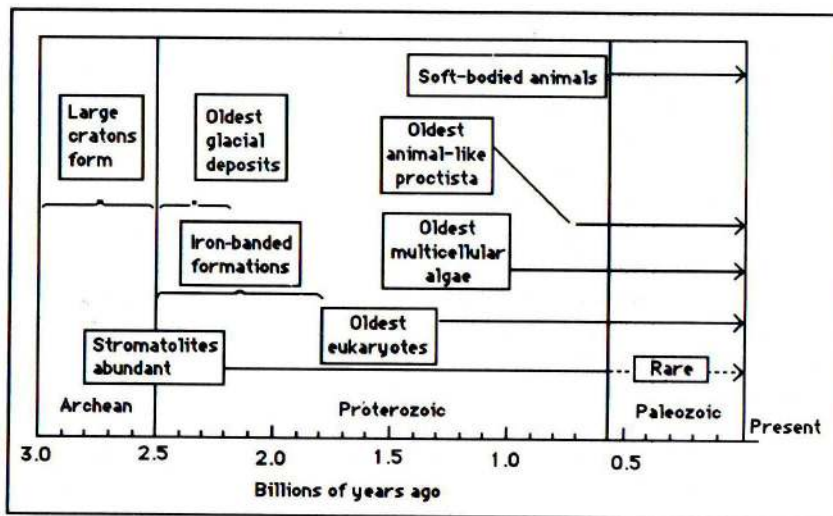 Soft-bodied animals
Large
cratons
form
Oldest
glacial
deposits
Oldest
animal-like
proctista
Iron-banded
formations
Oldest
multicellular
algae
Oldest
eukaryotes
Stromatolites
abundant
Rare
Archean
Proterozoic
Paleozoic
Present
3.0 2.5 2.0 1.5 1.0 0.5
Billions of years ago